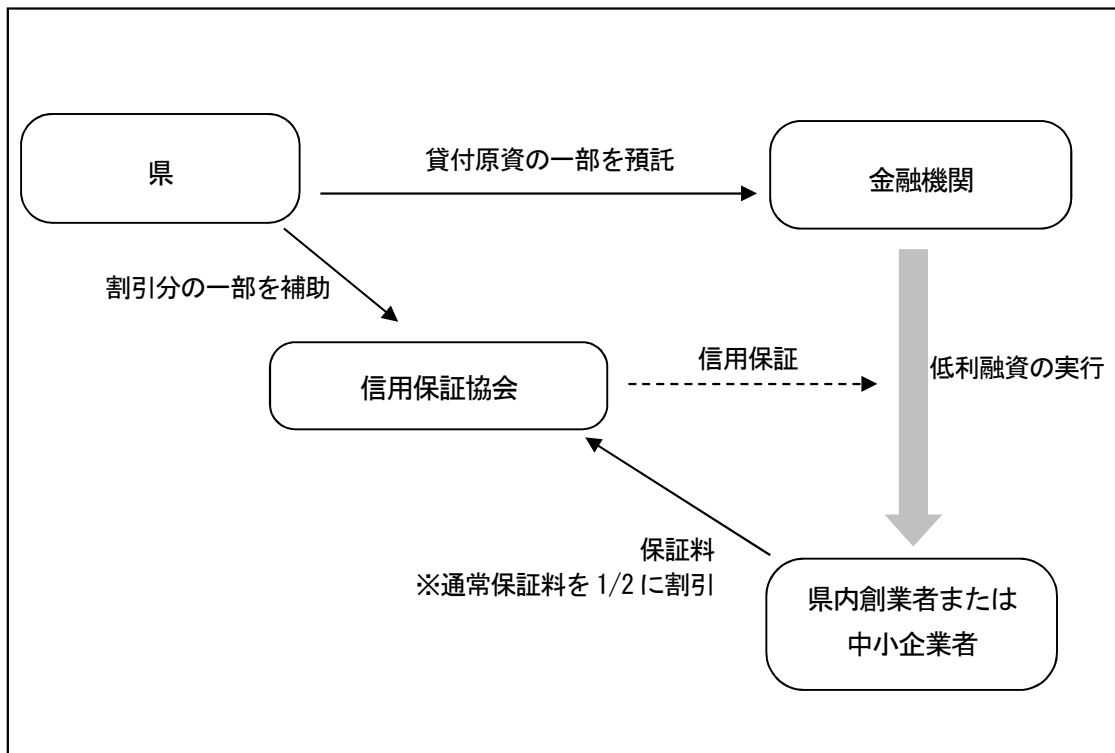 県
貸付原資の一部を預託
金融機関
割引分の一部を補助
信用保証協会
信用保証
低利融資の実行
保証料
※通常保証料を 1/2 に割引
県内創業者または
中小企業者